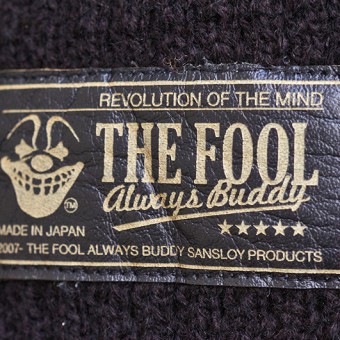 REVOLUTION OF THE MIND
THE FOOL
Always Buddy
TM
★★★★★
MADE IN JAPAN
2007- THE FOOL ALWAYS BUDDY SANSLOY PRODUCTS